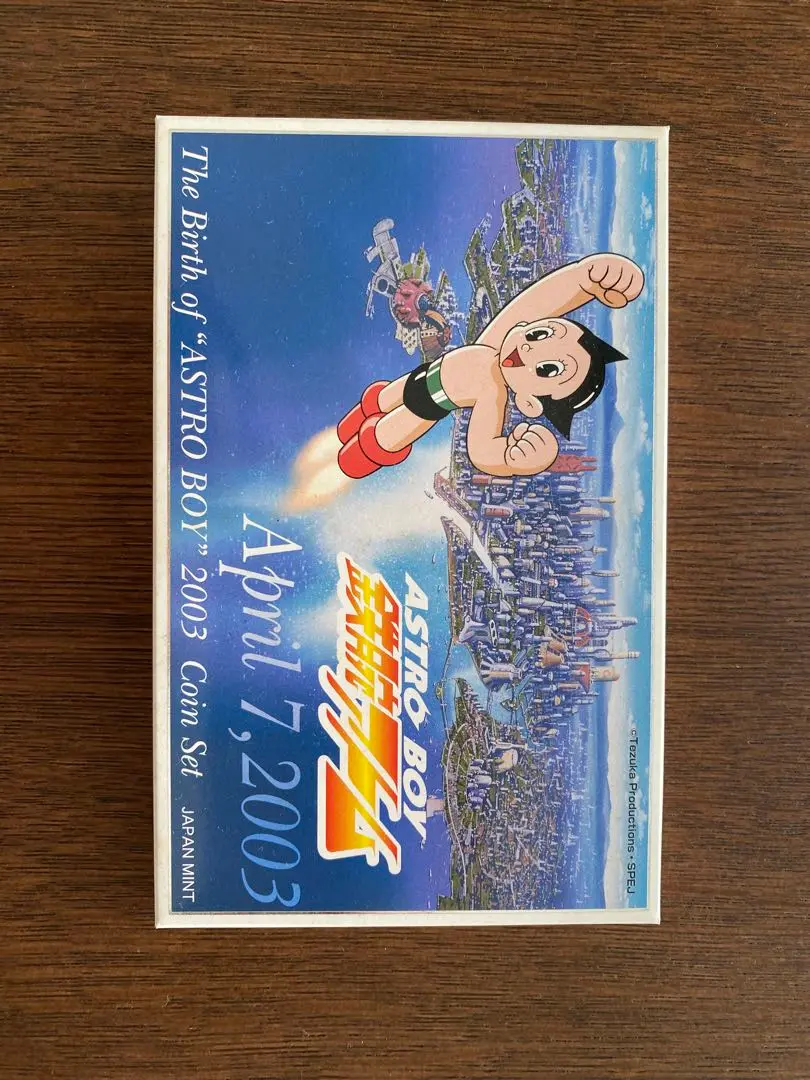 ©Tezuka Productions・SPEJ
ASTRO BOY
鉄腕アトム
April 7, 2003
The Birth of “ASTRO BOY” 2003 Coin Set
JAPAN MINT